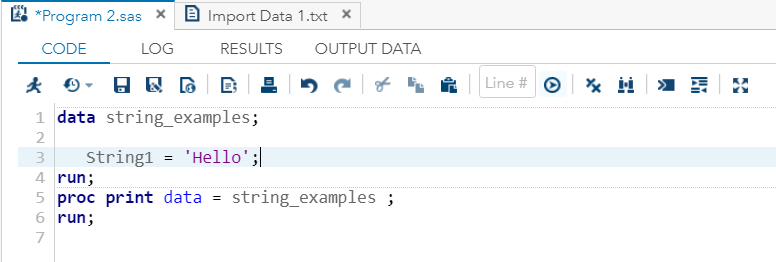 *Program 2.sas × Import Data 1.txt ×
CODE LOG RESULTS OUTPUT DATA
Line #
1 data string_examples;
2
3 String1 = 'Hello';
4 run;
5 proc print data = string_examples ;
6 run;
7